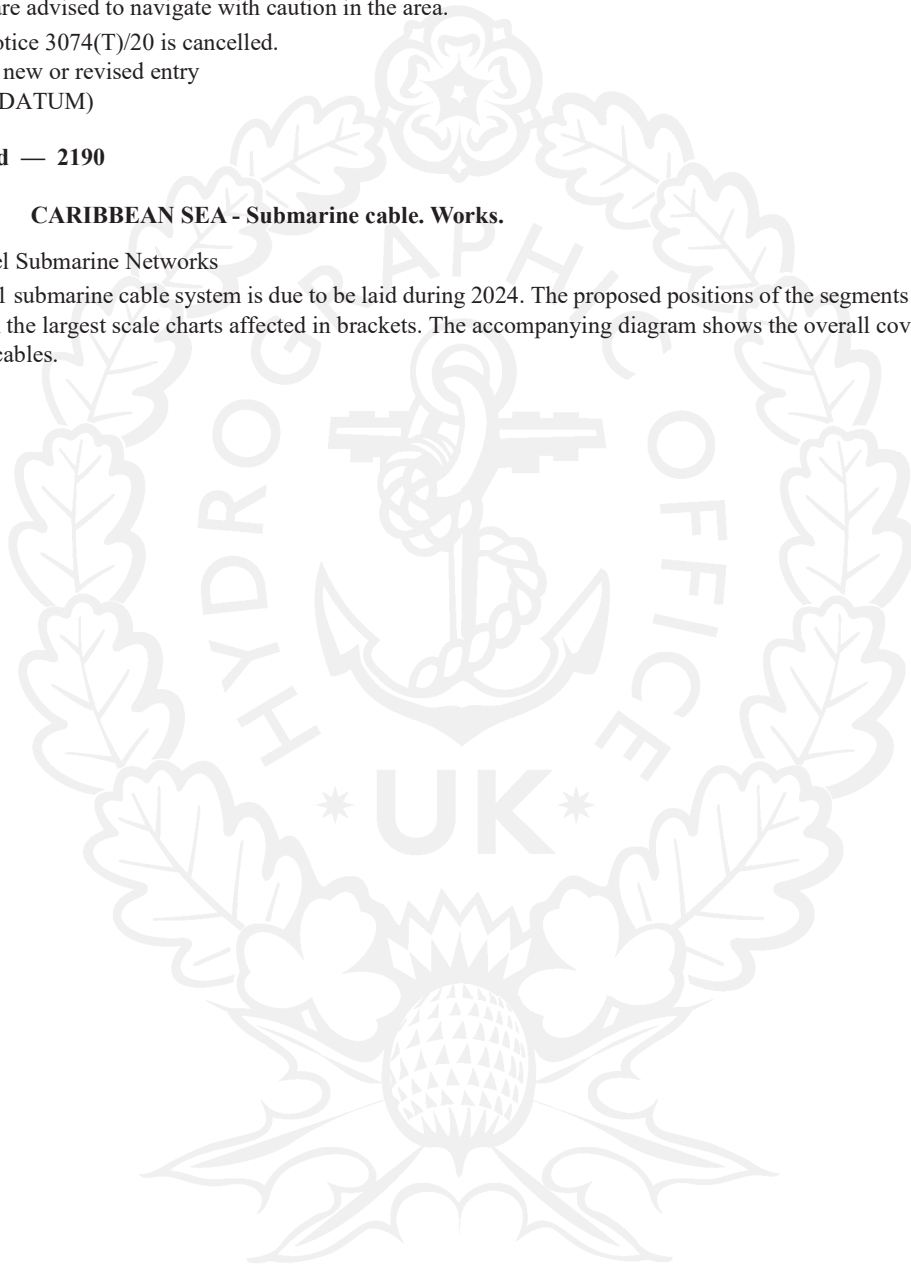 are advised to navigate with caution in the area.
otice 3074(T)/20 is cancelled.
new or revised entry
DATUM)
d — 2190
CARIBBEAN SEA - Submarine cable. Works.
el Submarine Networks
1 submarine cable system is due to be laid during 2024. The proposed positions of the segments
the largest scale charts affected in brackets. The accompanying diagram shows the overall cov
cables.
HYDROGRAPHIC OFFICE
UK